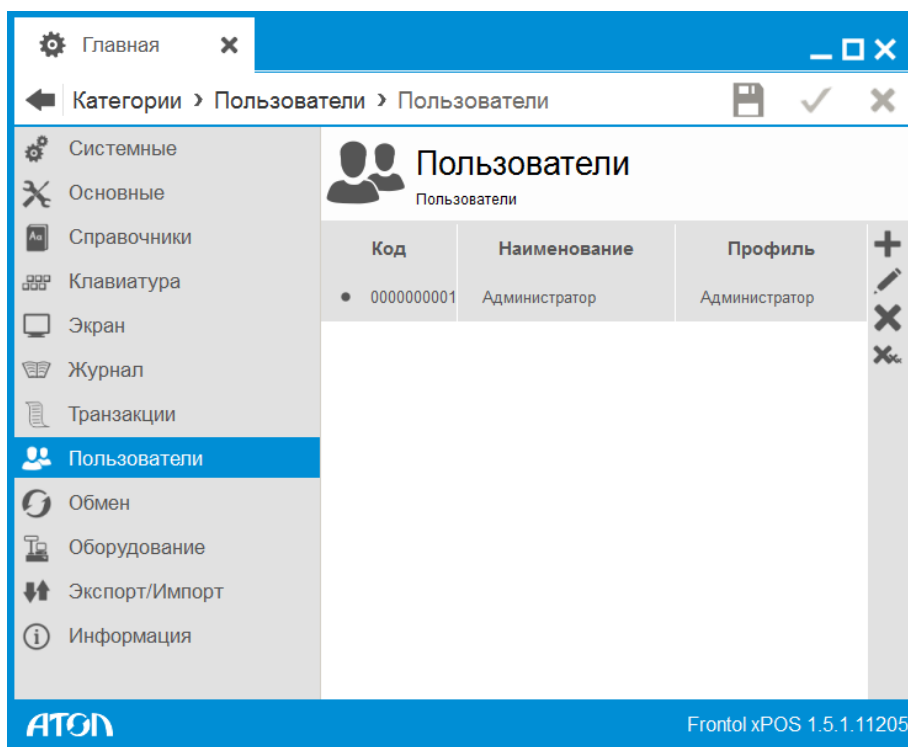 Главная
Категории › Пользователи › Пользователи
Системные
Основные
Справочники
Клавиатура
Экран
Журнал
Транзакции
Пользователи
Обмен
Оборудование
Экспорт/Импорт
Информация
Пользователи
Пользователи
Код Наименование Профиль
0000000001 Администратор Администратор
АТОЛ Frontol xPOS 1.5.1.11205